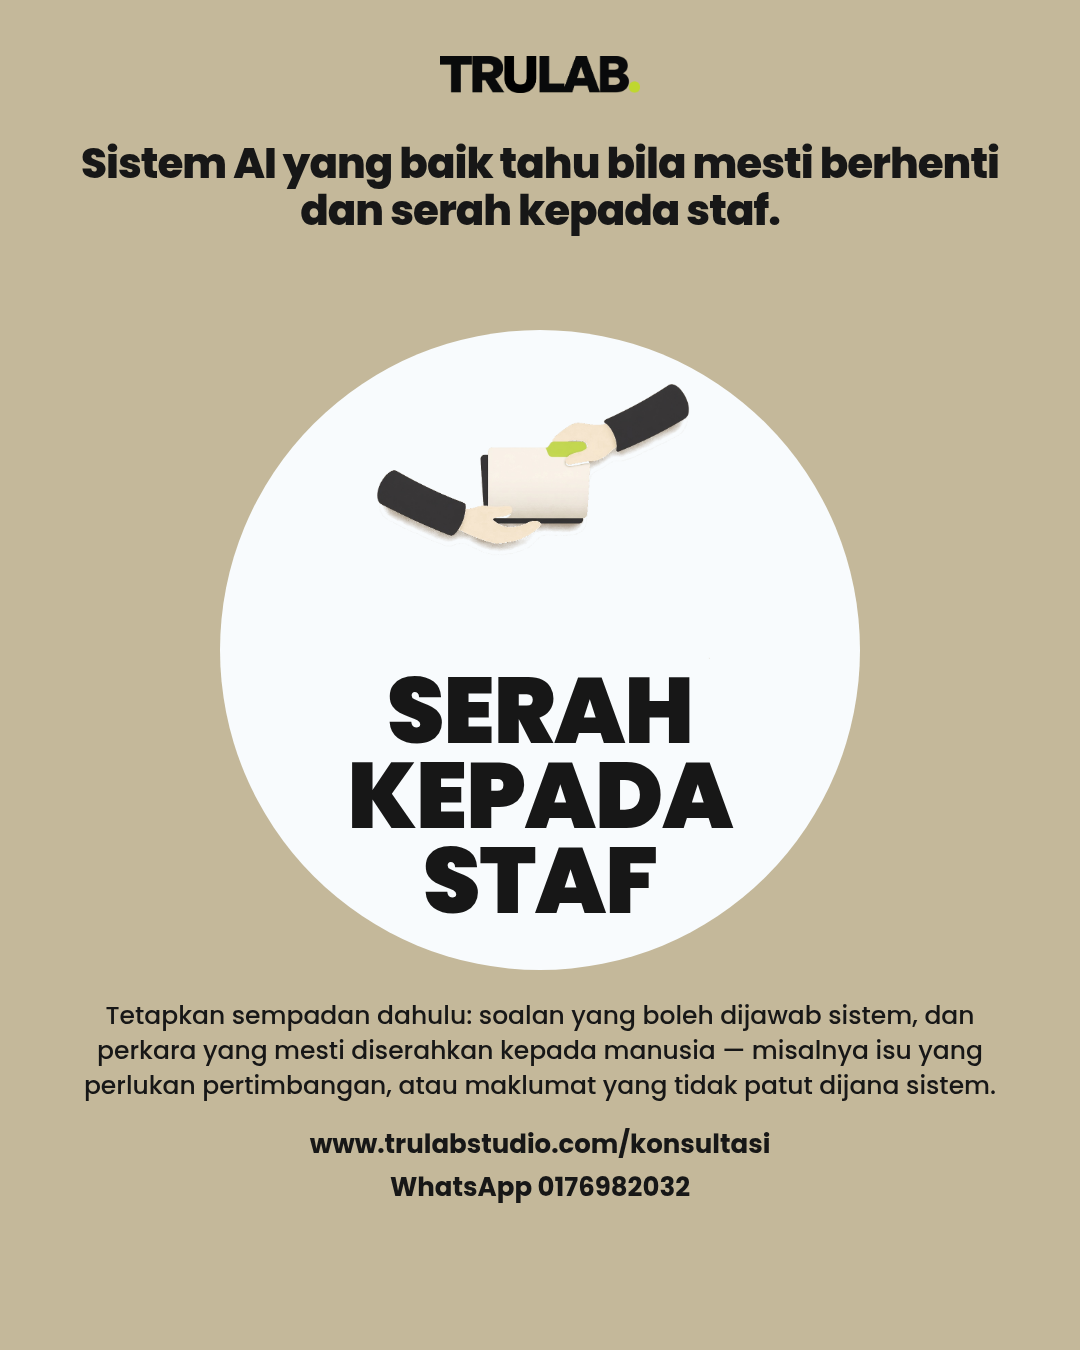 TRULAB.
Sistem AI yang baik tahu bila mesti berhenti
dan serah kepada staf.
SERAH
KEPADA
STAF
Tetapkan sempadan dahulu: soalan yang boleh dijawab sistem, dan
perkara yang mesti diserahkan kepada manusia — misalnya isu yang
perlukan pertimbangan, atau maklumat yang tidak patut dijana sistem.
www.trulabstudio.com/konsultasi
WhatsApp 0176982032